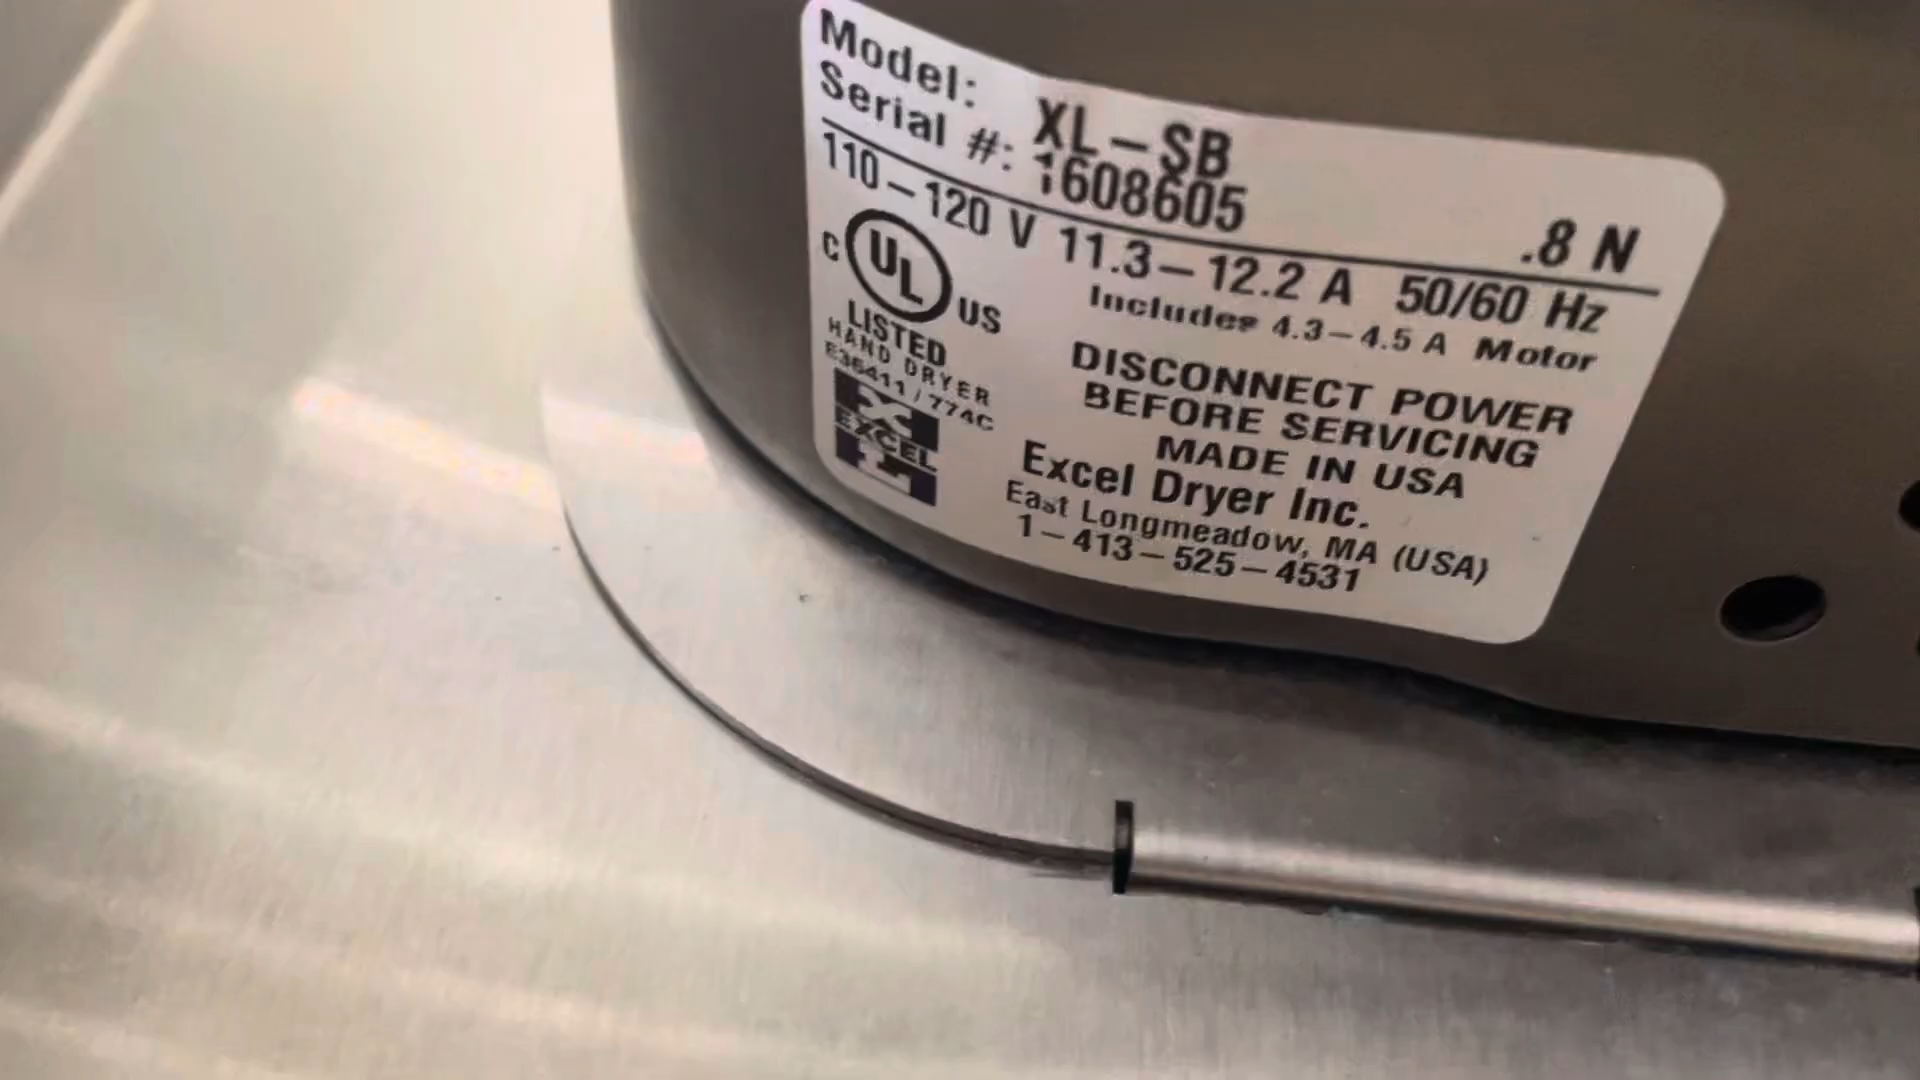 Model: XL-SB
Serial #: 1608605 .8 N
110-120 V 11.3-12.2 A 50/60 Hz
Includes 4.3-4.5 A Motor
C UL US
LISTED
HAND DRYER
E36411 / 774C
XL
EXCEL
DISCONNECT POWER
BEFORE SERVICING
MADE IN USA
Excel Dryer Inc.
East Longmeadow, MA (USA)
1-413-525-4531